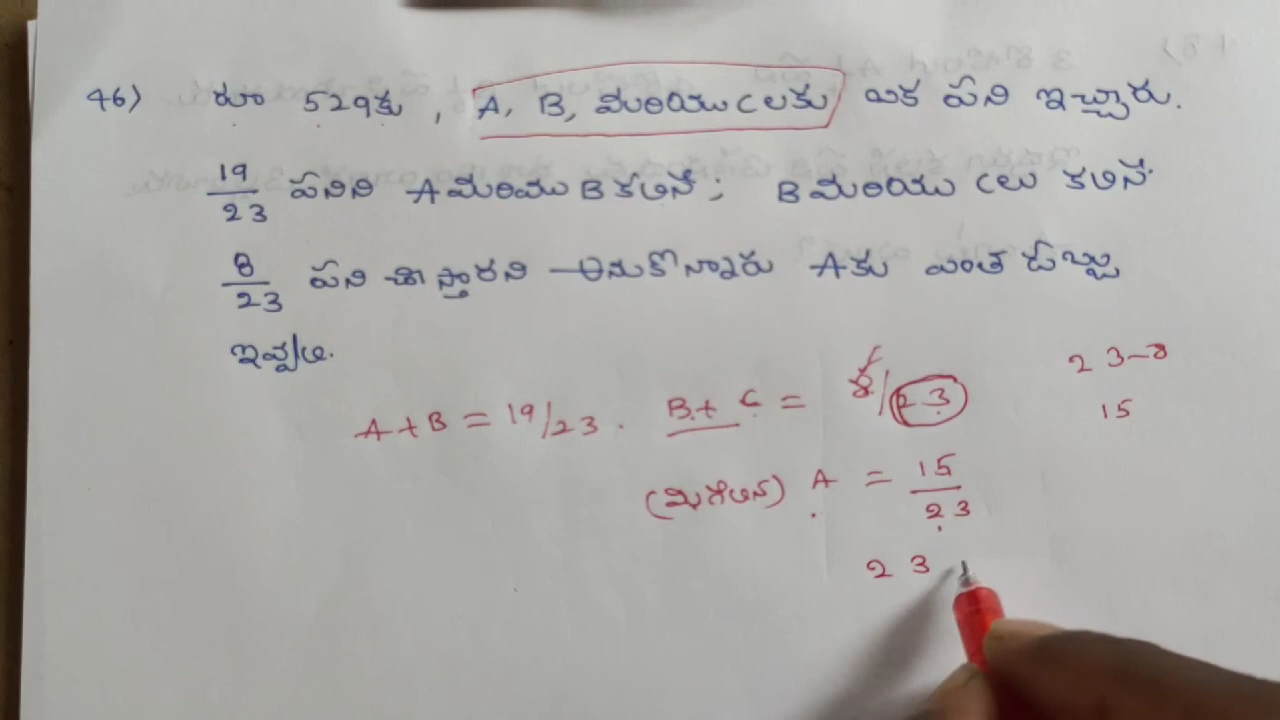 46) రూ 529కు, A, B, మరియు C లకు ఒక పని ఇచ్చారు.
19/23 పనిని A మరియు B కలిసే; B మరియు C లు కలిసే
8/23 పని చేస్తారని అనుకొన్నారు A కు ఎంత డబ్బు
ఇవ్వాలి.
A+B = 19/23. B+ C = 8/23
23-8
15
(మిగిలిన) A = 15/23
23